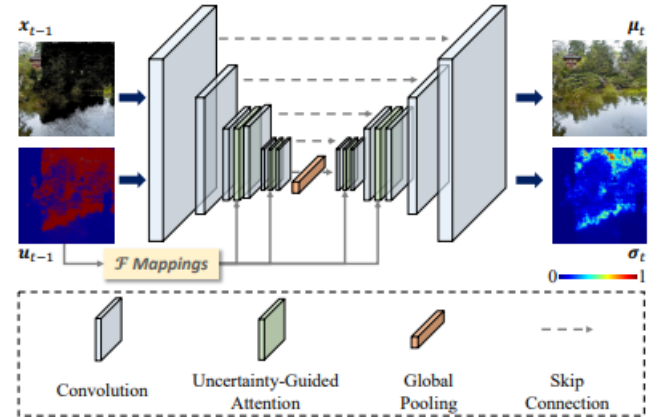 x_{t-1}
μ_t
u_{t-1}
ℱ Mappings
σ_t
0 1
Convolution
Uncertainty-Guided
Attention
Global
Pooling
Skip
Connection